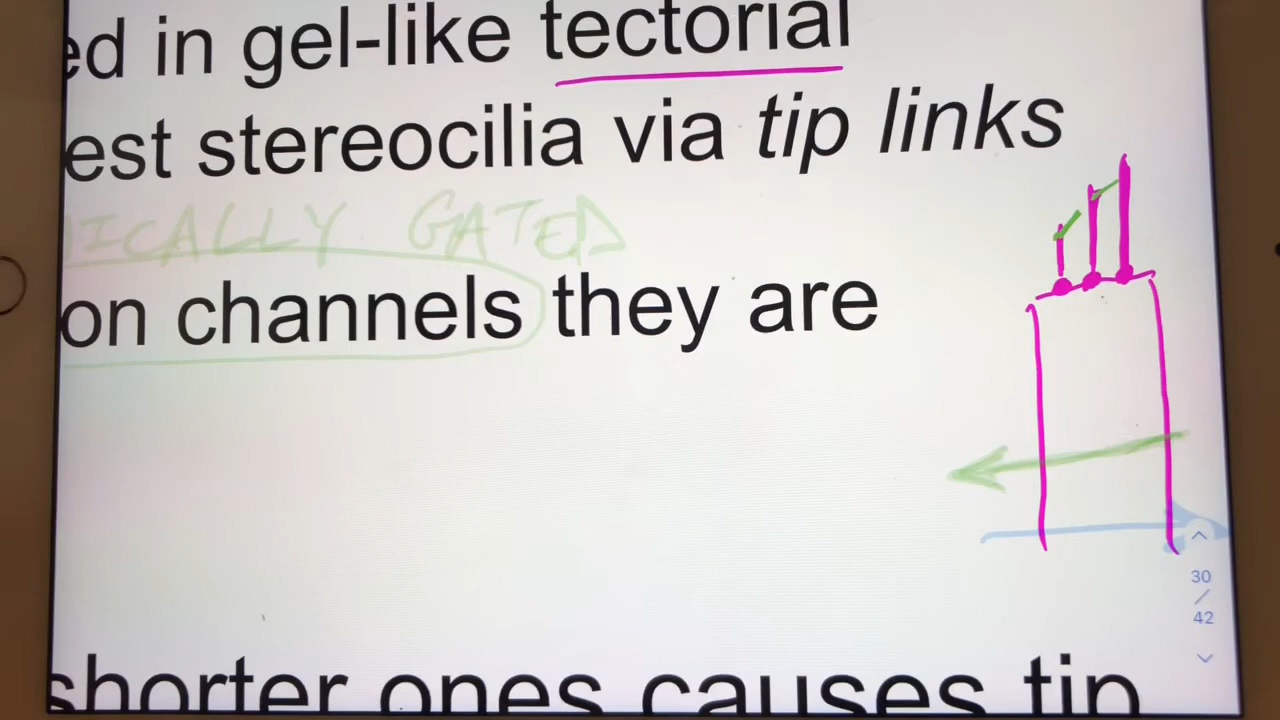 ed in gel-like tectorial
est stereocilia via tip links
ICALLY GATED
on channels they are
30
/
42
shorter ones causes tip